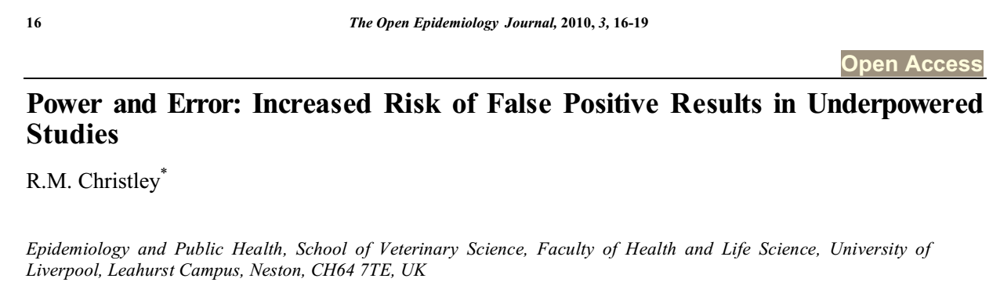 16 The Open Epidemiology Journal, 2010, 3, 16-19
Open Access
Power and Error: Increased Risk of False Positive Results in Underpowered
Studies
R.M. Christley*
Epidemiology and Public Health, School of Veterinary Science, Faculty of Health and Life Science, University of
Liverpool, Leahurst Campus, Neston, CH64 7TE, UK